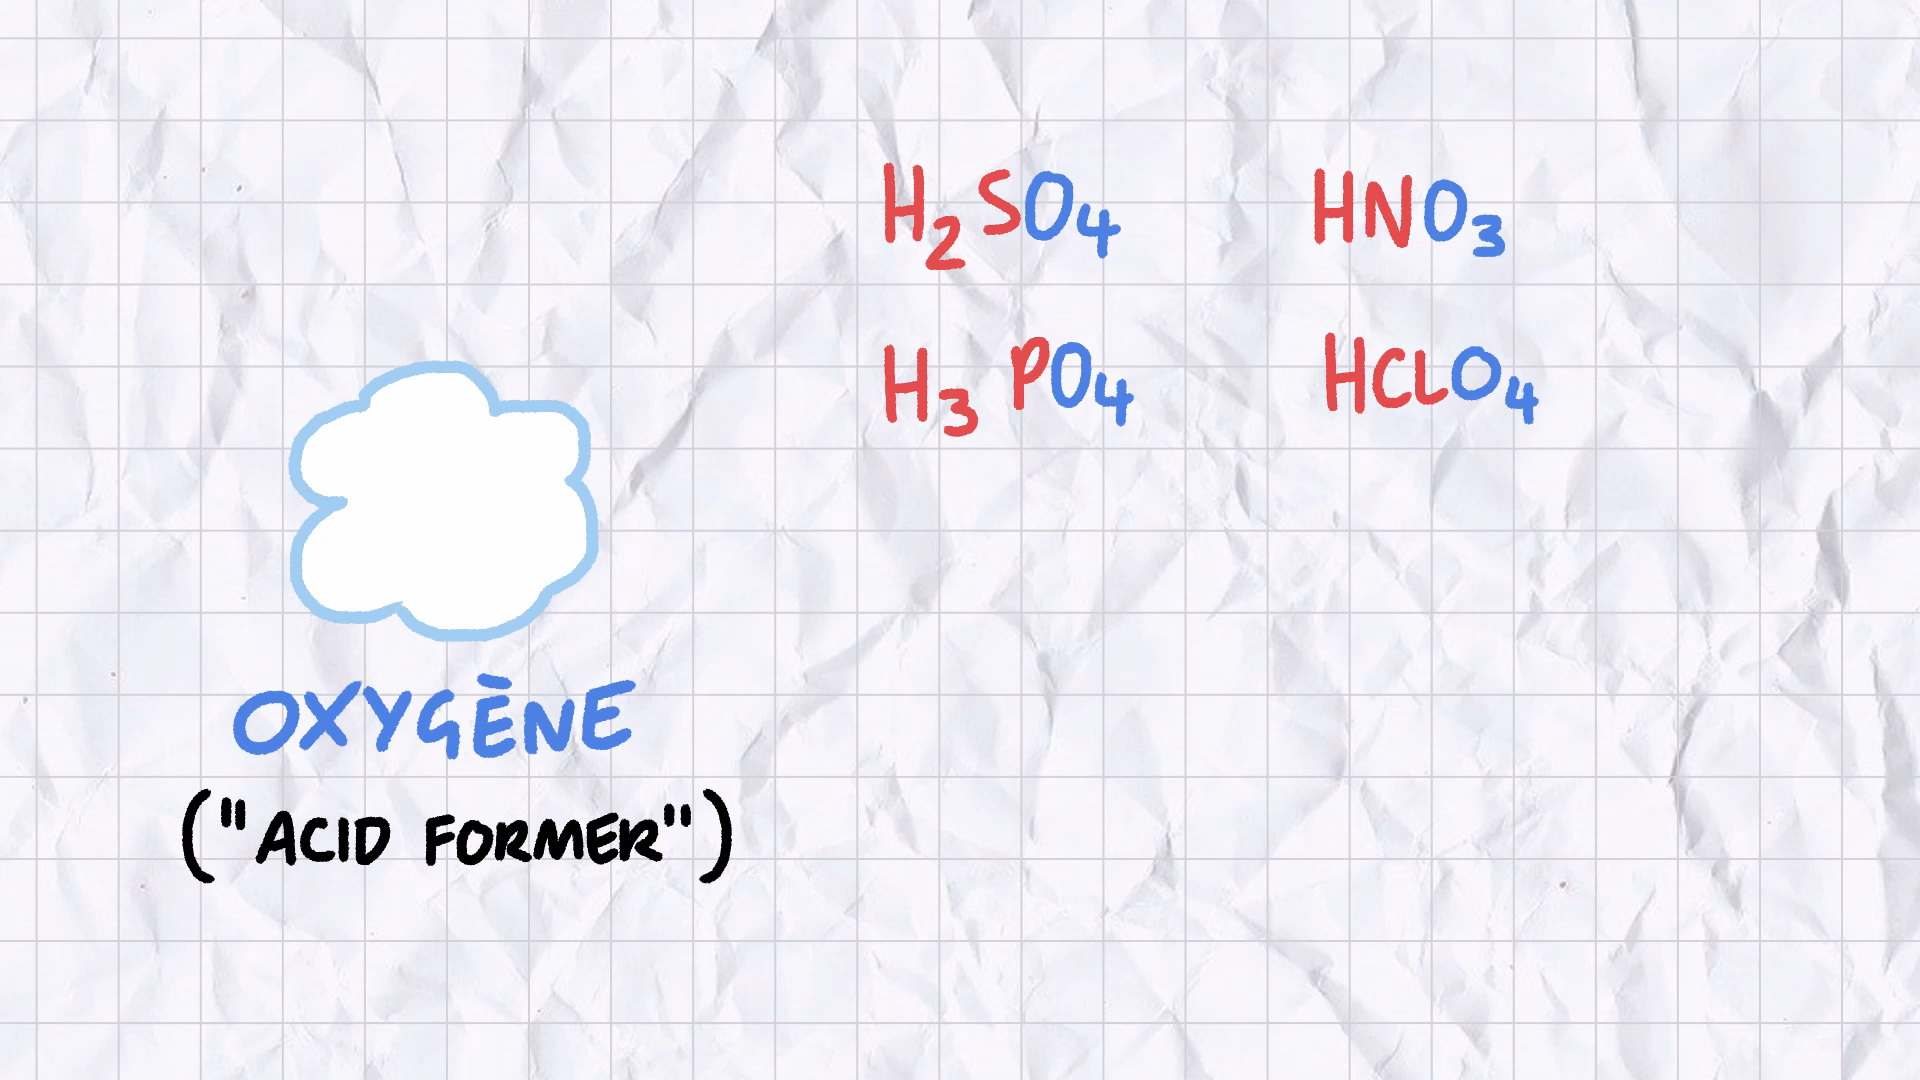 H₂SO₄ HNO₃
H₃PO₄ HCLO₄
OXYGÈNE
("ACID FORMER")